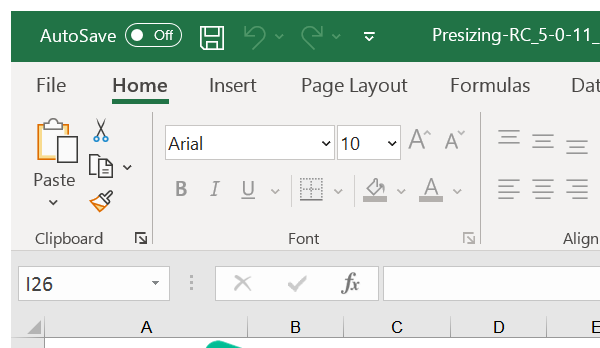 AutoSave Off Presizing-RC_5-0-11_
File Home Insert Page Layout Formulas Dat
Arial 10
Paste B I U A
Clipboard Font Align
I26 fx
A B C D E